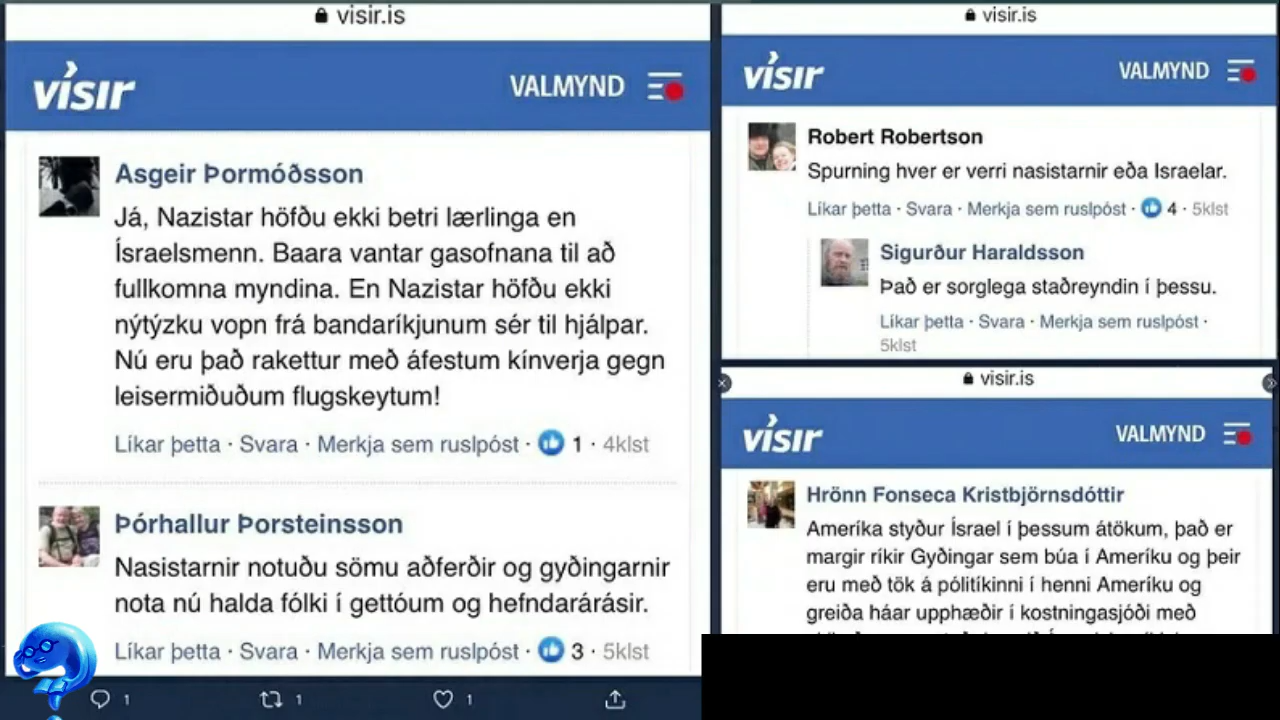 visir.is
vísır
VALMYND
Asgeir Þormóðsson
Já, Nazistar höfðu ekki betri lærlinga en
Ísraelsmenn. Baara vantar gasofnana til að
fullkomna myndina. En Nazistar höfðu ekki
nýtýzku vopn frá bandaríkjunum sér til hjálpar.
Nú eru það rakettur með áfestum kínverja gegn
leisermiðuðum flugskeytum!
Líkar þetta · Svara · Merkja sem ruslpóst · 1 · 4klst
Þórhallur Þorsteinsson
Nasistarnir notuðu sömu aðferðir og gyðingarnir
nota nú halda fólki í gettóum og hefndarárásir.
Líkar þetta · Svara · Merkja sem ruslpóst · 3 · 5klst
1
1
1
visir.is
vísır
VALMYND
Robert Robertson
Spurning hver er verri nasistarnir eða Israelar.
Líkar þetta · Svara · Merkja sem ruslpóst · 4 · 5klst
Sigurður Haraldsson
Það er sorglega staðreyndin í þessu.
Líkar þetta · Svara · Merkja sem ruslpóst ·
5klst
visir.is
vísır
VALMYND
Hrönn Fonseca Kristbjörnsdóttir
Ameríka styður Ísrael í þessum átökum, það er
margir ríkir Gyðingar sem búa í Ameríku og þeir
eru með tök á pólitíkinni í henni Ameríku og
greiða háar upphæðir í kostningasjóði með